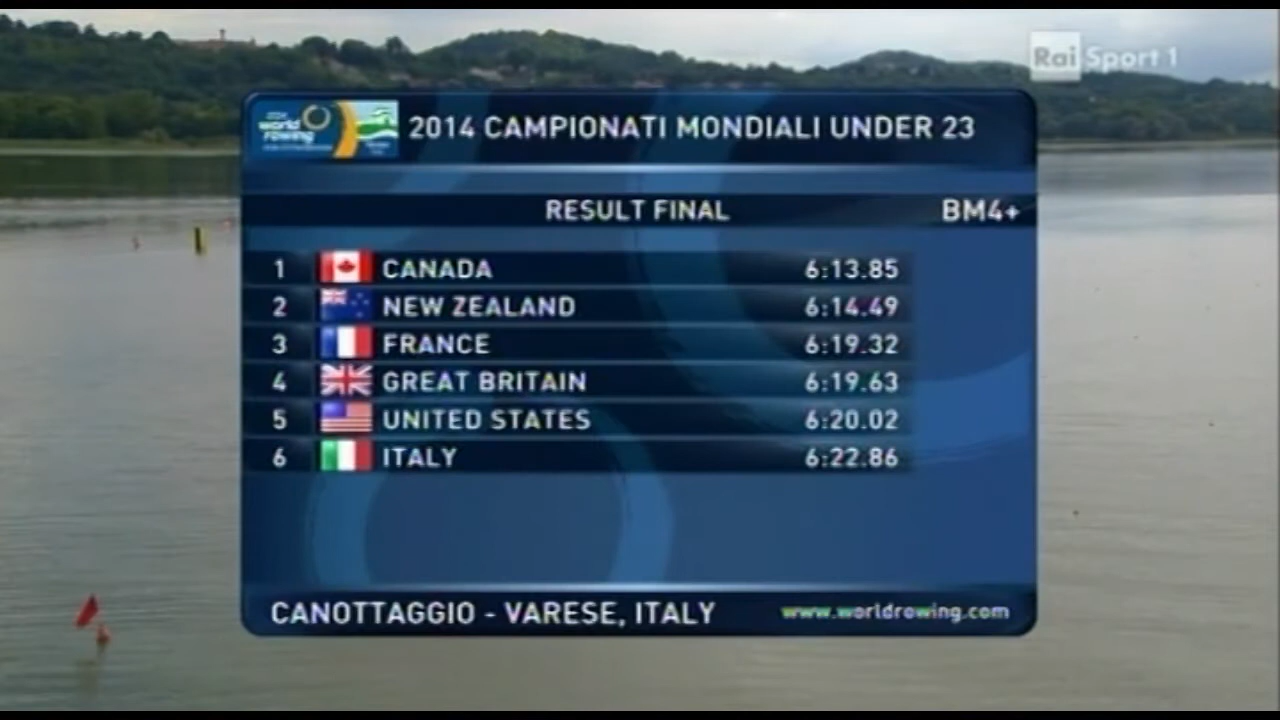 Rai Sport 1
world
rowing
2014 CAMPIONATI MONDIALI UNDER 23
RESULT FINAL BM4+
1 CANADA 6:13.85
2 NEW ZEALAND 6:14.49
3 FRANCE 6:19.32
4 GREAT BRITAIN 6:19.63
5 UNITED STATES 6:20.02
6 ITALY 6:22.86
CANOTTAGGIO - VARESE, ITALY www.worldrowing.com